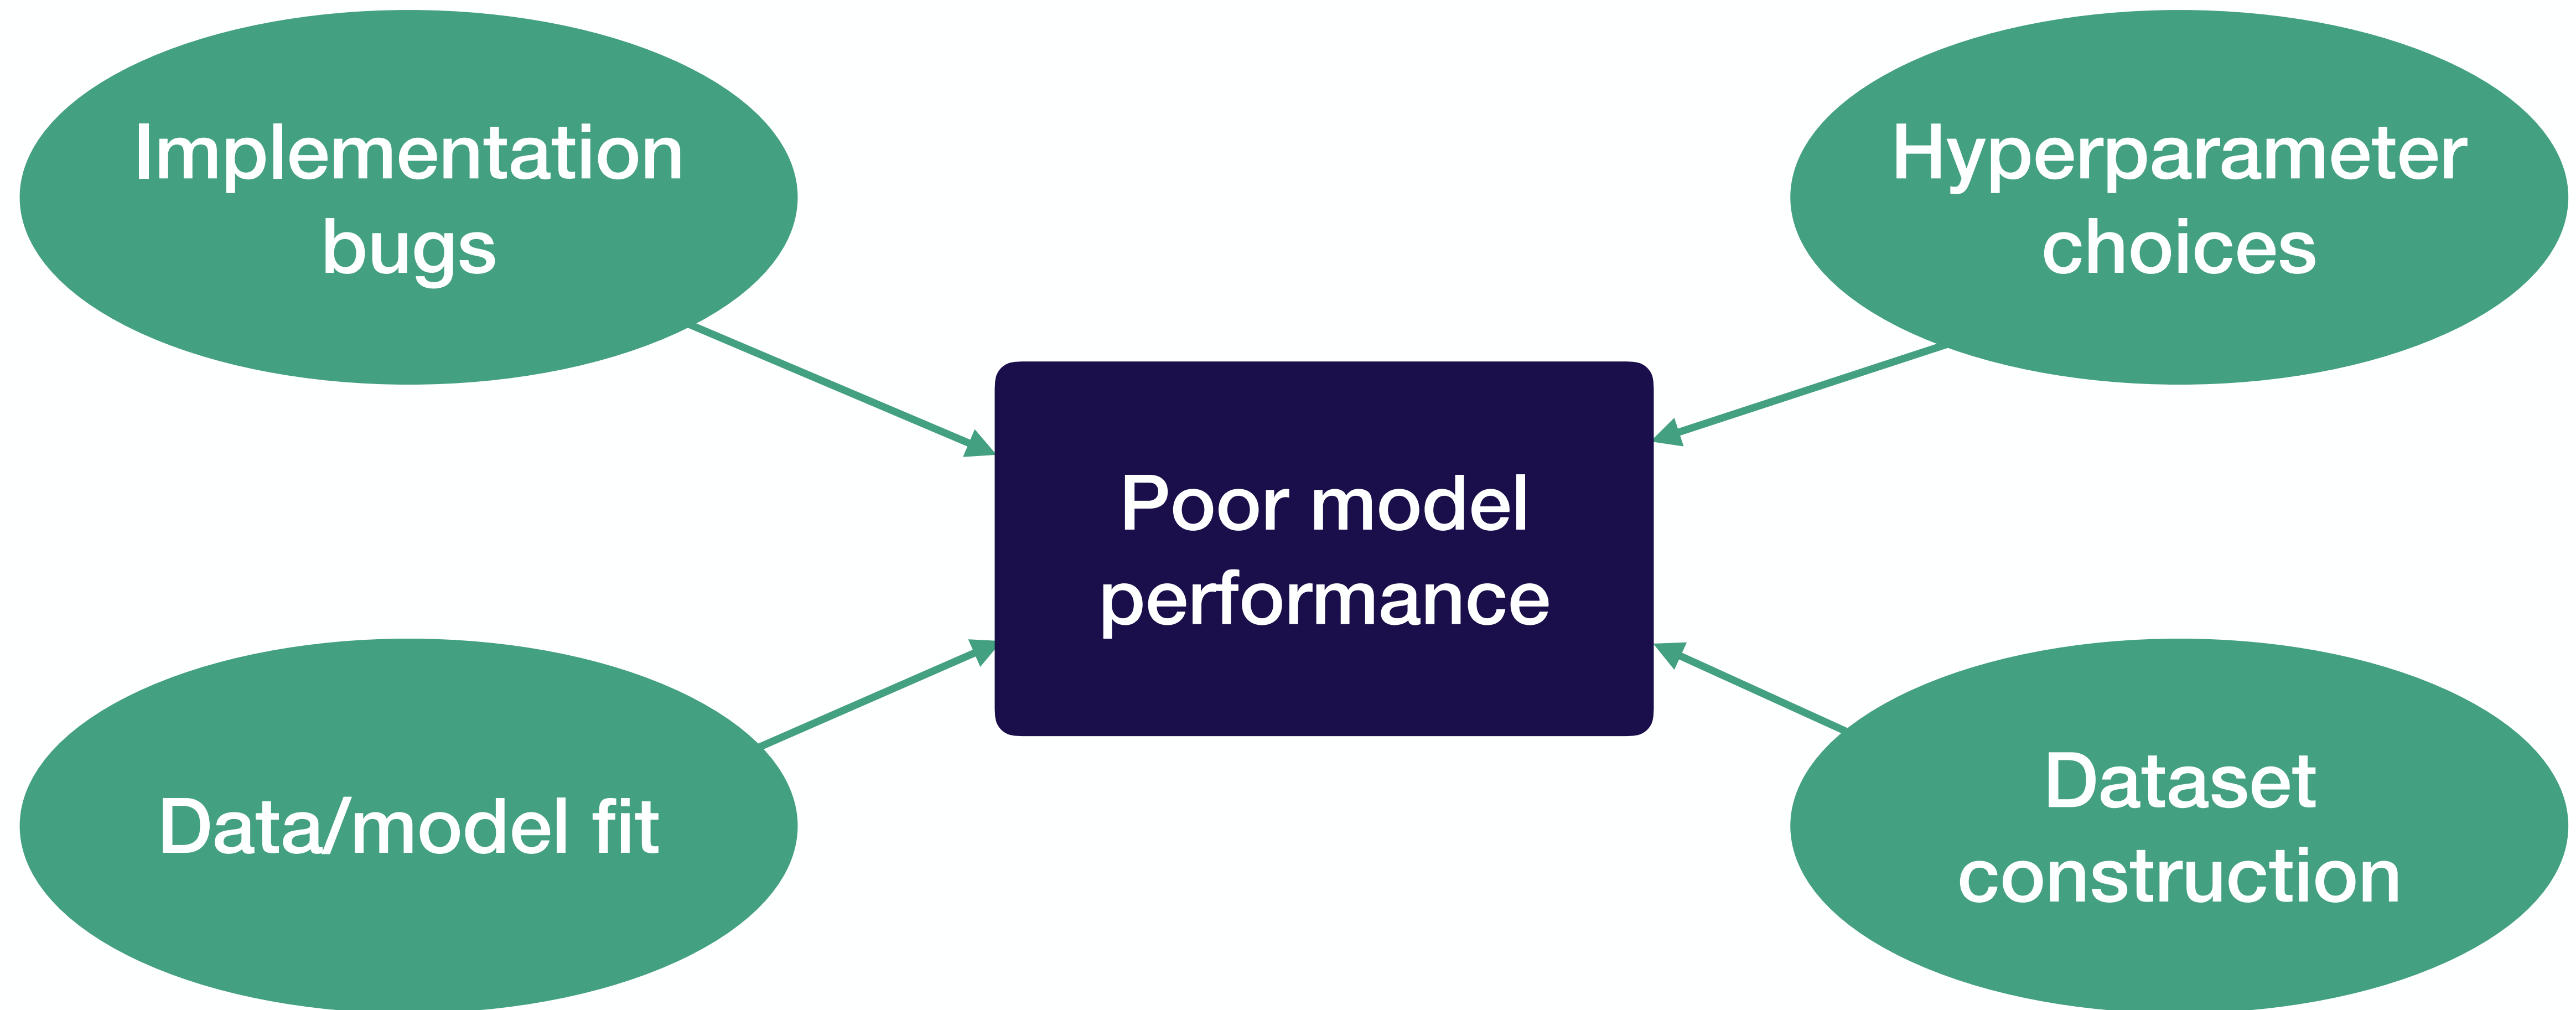 Implementation
bugs
Hyperparameter
choices
Poor model
performance
Data/model fit
Dataset
construction